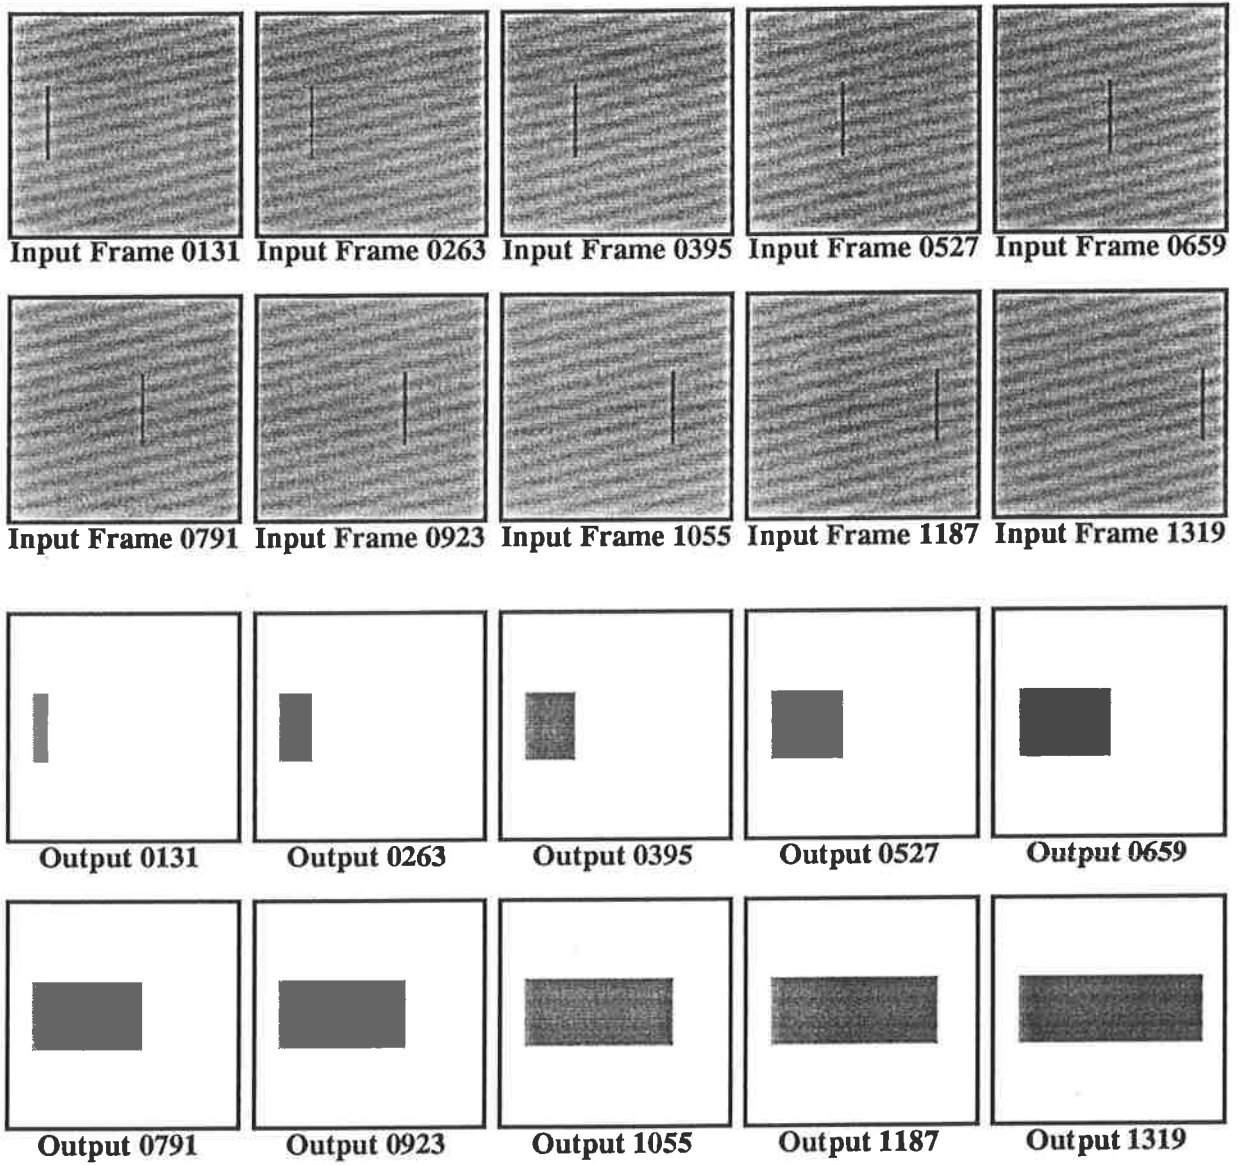 Input Frame 0131 Input Frame 0263 Input Frame 0395 Input Frame 0527 Input Frame 0659
Input Frame 0791 Input Frame 0923 Input Frame 1055 Input Frame 1187 Input Frame 1319
Output 0131 Output 0263 Output 0395 Output 0527 Output 0659
Output 0791 Output 0923 Output 1055 Output 1187 Output 1319